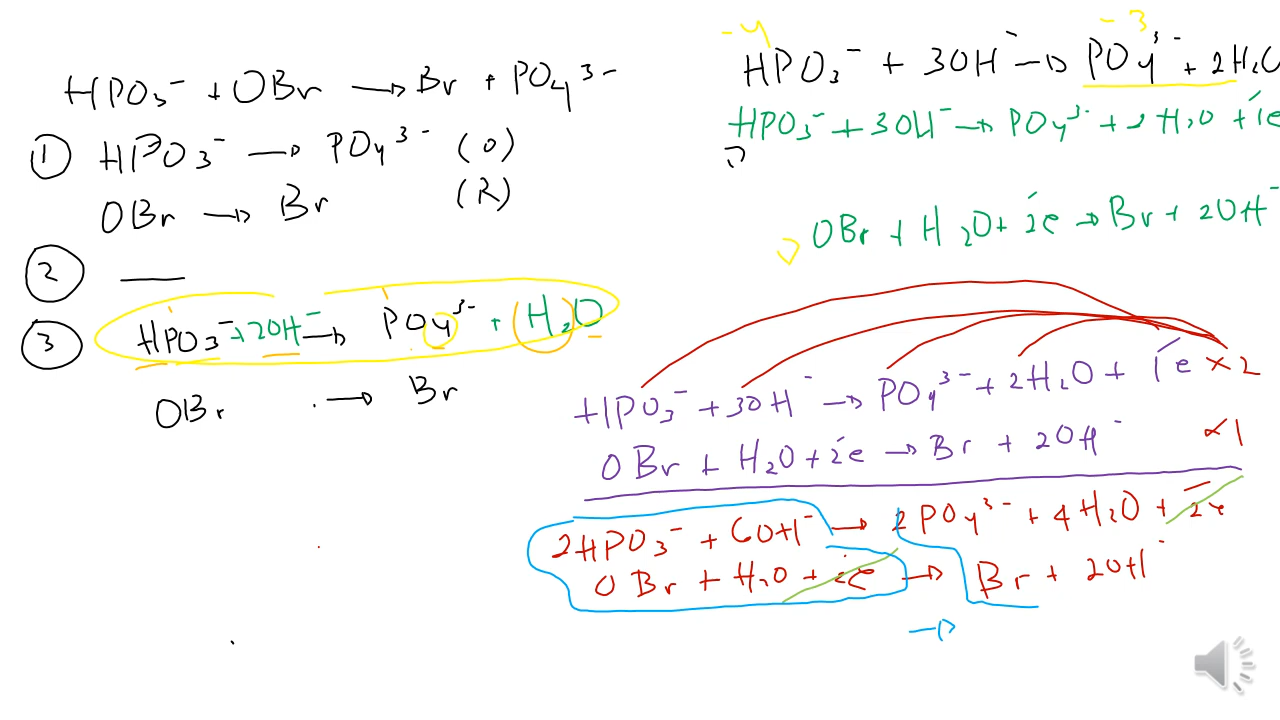 HPO3⁻ + OBr → Br + PO4³⁻
① HPO3⁻ → PO4³⁻ (O)
OBr → Br (R)
②
③ HPO3⁻ + 2OH⁻ → PO4³⁻ + H2O
OBr → Br
-4 -3
HPO3⁻ + 3OH⁻ → PO4³⁻ + 2H2O
HPO3⁻ + 3OH⁻ → PO4³⁻ + 2H2O + 1e⁻
OBr + H2O + 2e⁻ → Br + 2OH⁻
HPO3⁻ + 3OH⁻ → PO4³⁻ + 2H2O + 1e⁻ ×2
OBr + H2O + 2e⁻ → Br + 2OH⁻ ×1
2HPO3⁻ + 6OH⁻ → 2PO4³⁻ + 4H2O + 2e⁻
OBr + H2O + 2e⁻ → Br + 2OH⁻
→